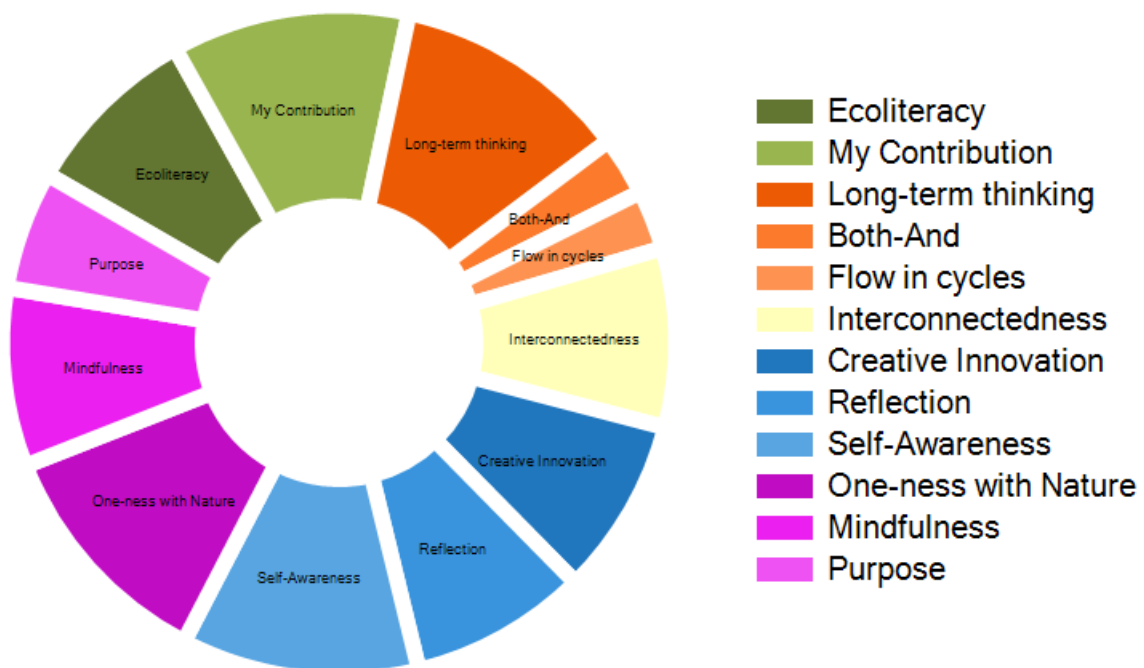 My Contribution
Long-term thinking
Ecoliteracy
Both-And
Flow in cycles
Purpose
Interconnectedness
Mindfulness
Creative Innovation
One-ness with Nature
Reflection
Self-Awareness
Ecoliteracy
My Contribution
Long-term thinking
Both-And
Flow in cycles
Interconnectedness
Creative Innovation
Reflection
Self-Awareness
One-ness with Nature
Mindfulness
Purpose